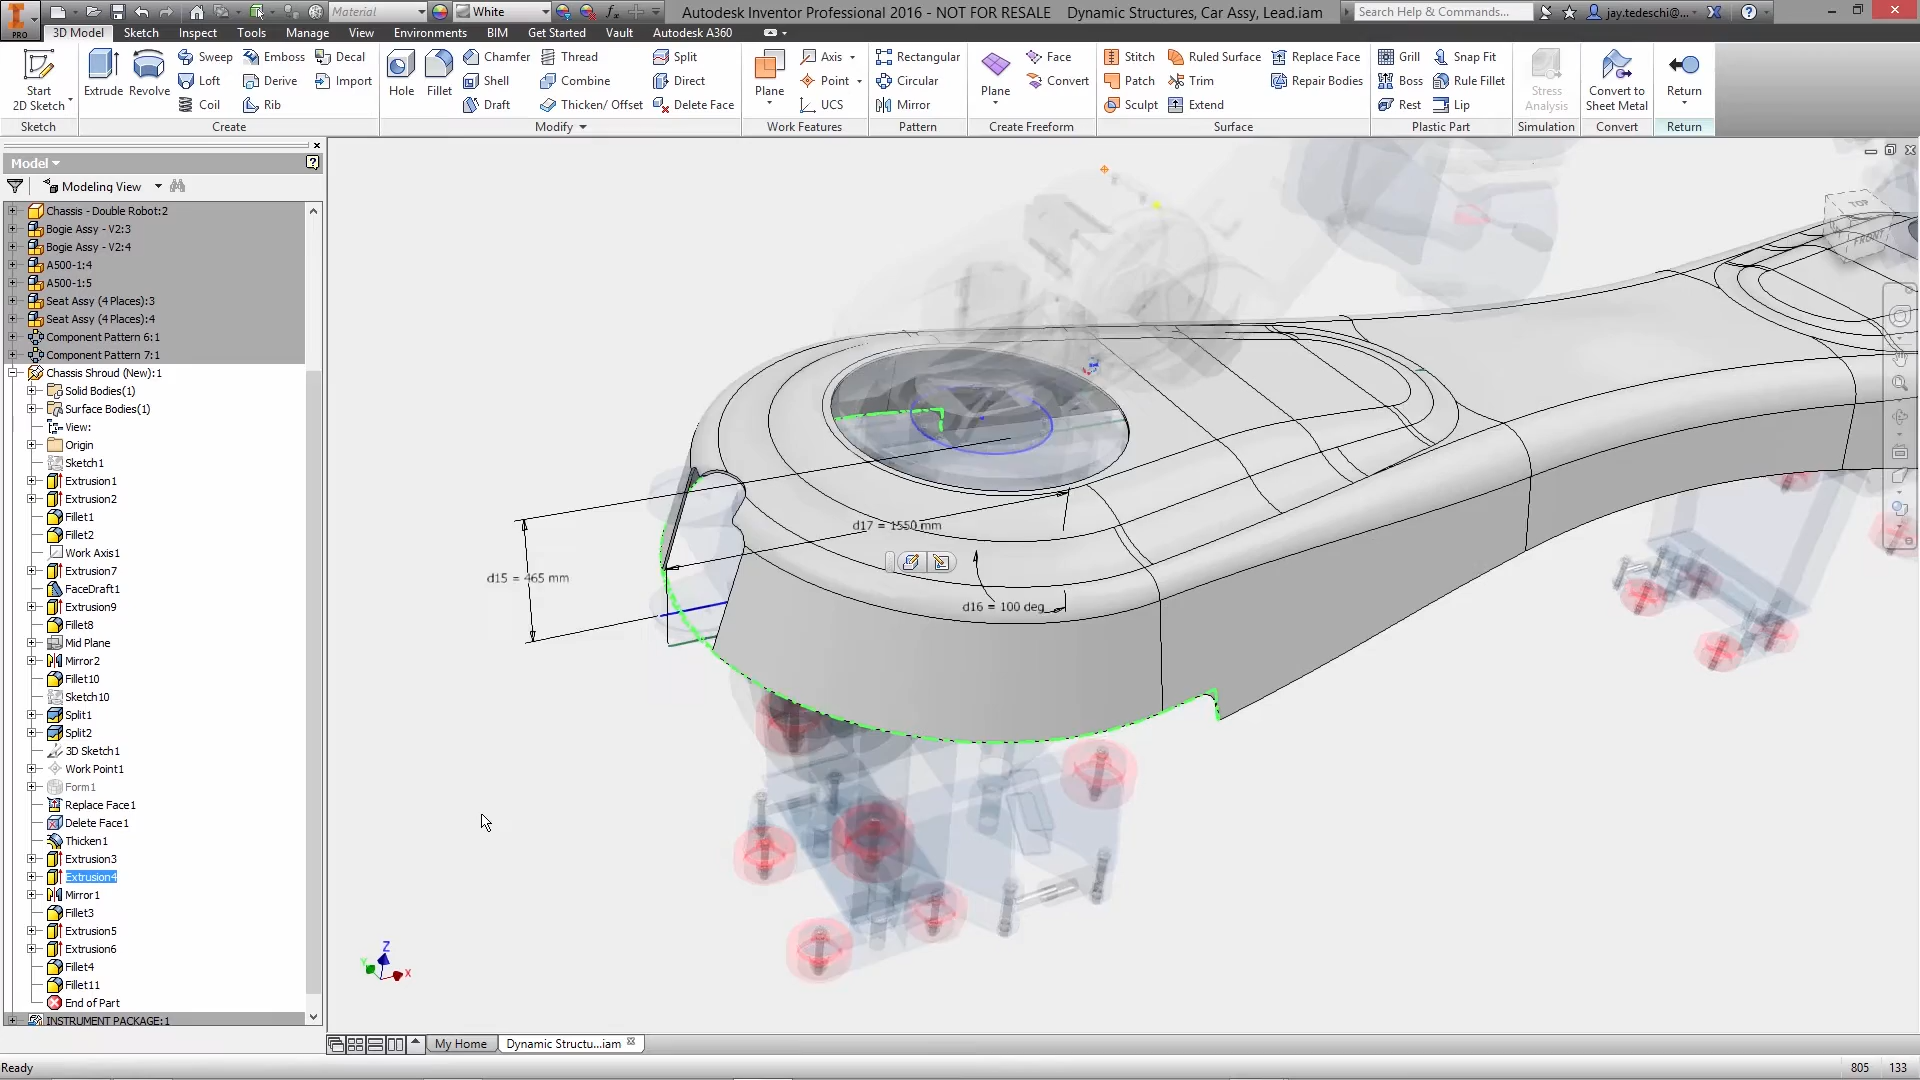 Material White fx Autodesk Inventor Professional 2016 - NOT FOR RESALE Dynamic Structures, Car Assy, Lead.iam Search Help & Commands... jay.tedeschi@...
PRO 3D Model Sketch Inspect Tools Manage View Environments BIM Get Started Vault Autodesk A360
Start 2D Sketch
Extrude Revolve Sweep Emboss Decal
Loft Derive Import
Coil Rib
Hole Fillet Chamfer Thread Split
Shell Combine Direct
Draft Thicken/ Offset Delete Face
Plane Axis
Point
UCS
Rectangular
Circular
Mirror
Plane Face
Convert
Stitch Ruled Surface Replace Face
Patch Trim Repair Bodies
Sculpt Extend
Grill Snap Fit
Boss Rule Fillet
Rest Lip
Stress Analysis
Convert to Sheet Metal
Return
Sketch Create Modify Work Features Pattern Create Freeform Surface Plastic Part Simulation Convert Return
Model
Modeling View
Chassis - Double Robot:2
Bogie Assy - V2:3
Bogie Assy - V2:4
A500-1:4
A500-1:5
Seat Assy (4 Places):3
Seat Assy (4 Places):4
Component Pattern 6:1
Component Pattern 7:1
Chassis Shroud (New):1
Solid Bodies(1)
Surface Bodies(1)
View:
Origin
Sketch1
Extrusion1
Extrusion2
Fillet1
Fillet2
Work Axis1
Extrusion7
FaceDraft1
Extrusion9
Fillet8
Mid Plane
Mirror2
Fillet10
Sketch10
Split1
Split2
3D Sketch1
Work Point1
Form1
Replace Face1
Delete Face1
Thicken1
Extrusion3
Extrusion4
Mirror1
Fillet3
Extrusion5
Extrusion6
Fillet4
Fillet11
End of Part
INSTRUMENT PACKAGE:1
TOP
FRONT
d17 = 1550 mm
d15 = 465 mm
d16 = 100 deg
Z
Y
X
My Home Dynamic Structu...iam
Ready 805 133